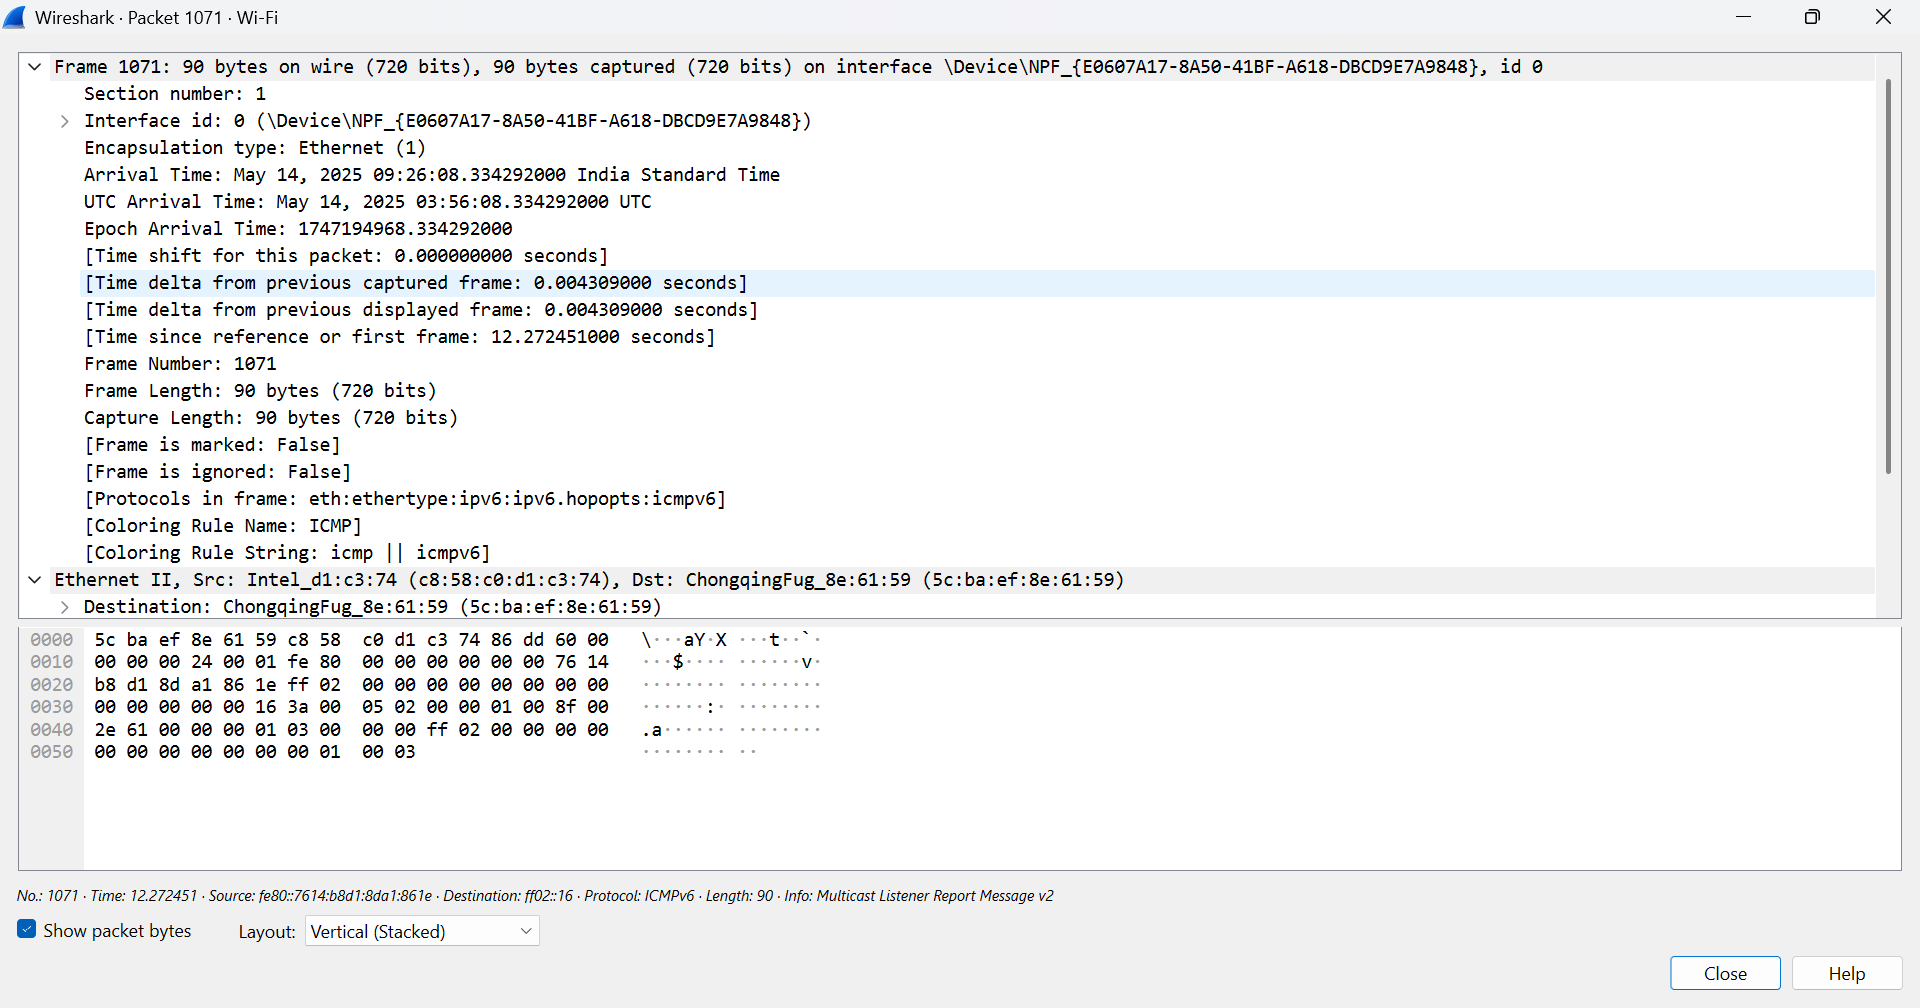 Wireshark · Packet 1071 · Wi-Fi
Frame 1071: 90 bytes on wire (720 bits), 90 bytes captured (720 bits) on interface \Device\NPF_{E0607A17-8A50-41BF-A618-DBCD9E7A9848}, id 0
Section number: 1
Interface id: 0 (\Device\NPF_{E0607A17-8A50-41BF-A618-DBCD9E7A9848})
Encapsulation type: Ethernet (1)
Arrival Time: May 14, 2025 09:26:08.334292000 India Standard Time
UTC Arrival Time: May 14, 2025 03:56:08.334292000 UTC
Epoch Arrival Time: 1747194968.334292000
[Time shift for this packet: 0.000000000 seconds]
[Time delta from previous captured frame: 0.004309000 seconds]
[Time delta from previous displayed frame: 0.004309000 seconds]
[Time since reference or first frame: 12.272451000 seconds]
Frame Number: 1071
Frame Length: 90 bytes (720 bits)
Capture Length: 90 bytes (720 bits)
[Frame is marked: False]
[Frame is ignored: False]
[Protocols in frame: eth:ethertype:ipv6:ipv6.hopopts:icmpv6]
[Coloring Rule Name: ICMP]
[Coloring Rule String: icmp || icmpv6]
Ethernet II, Src: Intel_d1:c3:74 (c8:58:c0:d1:c3:74), Dst: ChongqingFug_8e:61:59 (5c:ba:ef:8e:61:59)
Destination: ChongqingFug_8e:61:59 (5c:ba:ef:8e:61:59)
0000 5c ba ef 8e 61 59 c8 58 c0 d1 c3 74 86 dd 60 00 \···aY·X ···t··`·
0010 00 00 00 24 00 01 fe 80 00 00 00 00 00 00 76 14 ···$···· ······v·
0020 b8 d1 8d a1 86 1e ff 02 00 00 00 00 00 00 00 00 ········ ········
0030 00 00 00 00 00 16 3a 00 05 02 00 00 01 00 8f 00 ······:· ········
0040 2e 61 00 00 00 01 03 00 00 00 ff 02 00 00 00 00 .a······ ········
0050 00 00 00 00 00 00 00 01 00 03 ········ ··
No.: 1071 · Time: 12.272451 · Source: fe80::7614:b8d1:8da1:861e · Destination: ff02::16 · Protocol: ICMPv6 · Length: 90 · Info: Multicast Listener Report Message v2
Show packet bytes Layout: Vertical (Stacked)
Close Help